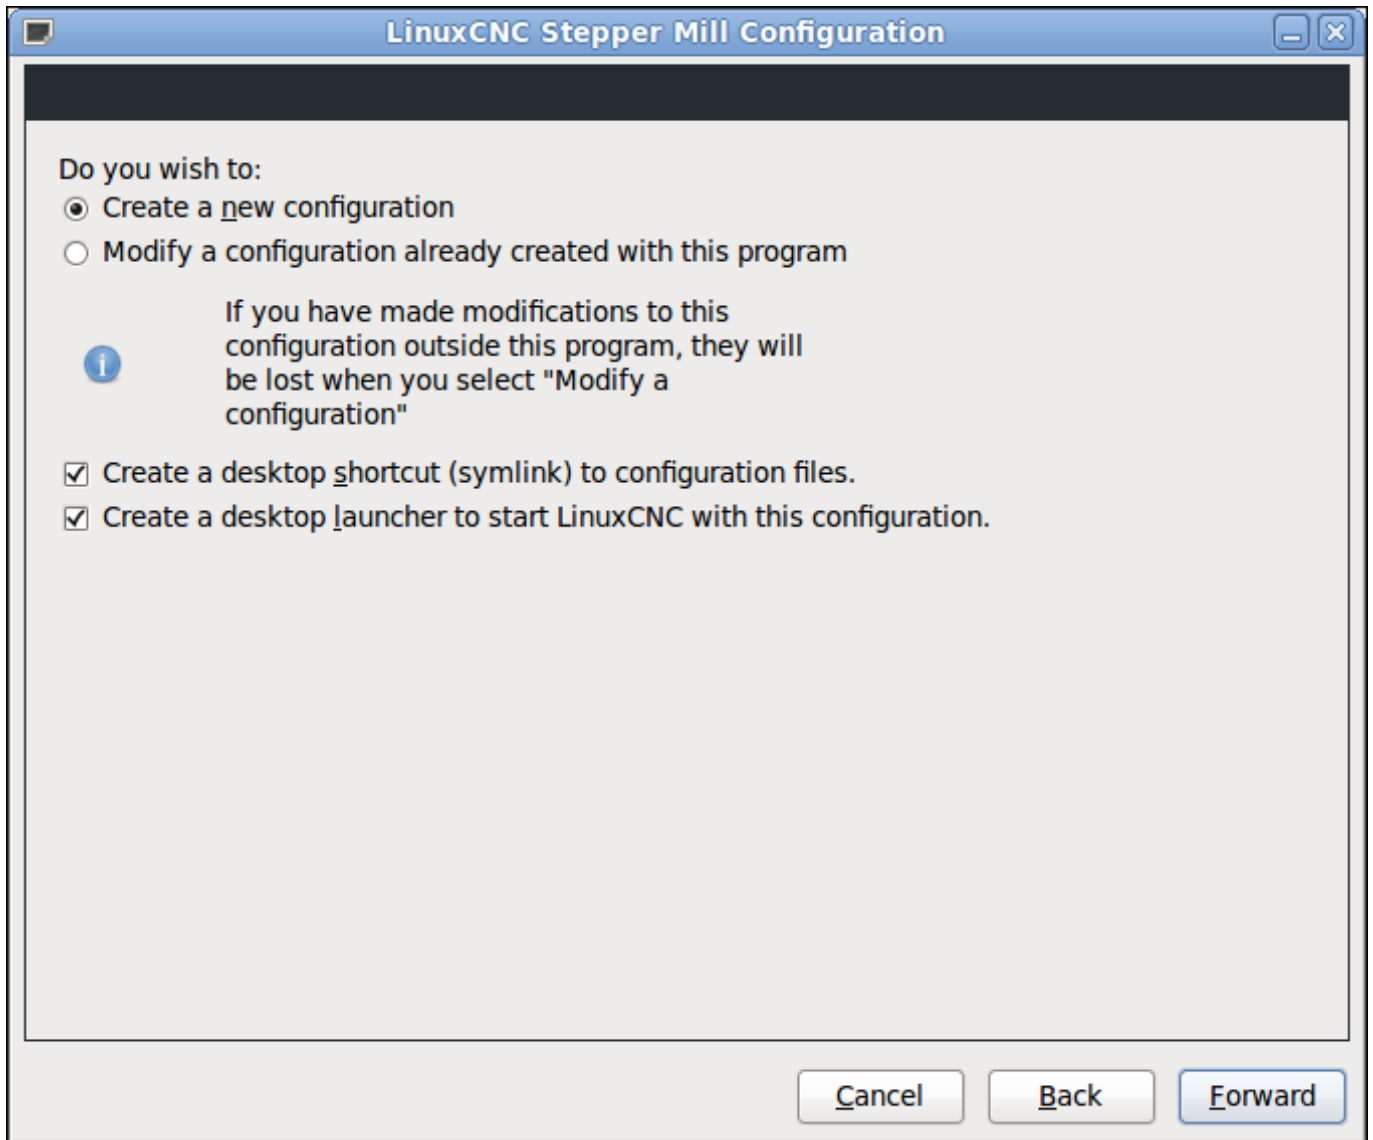 LinuxCNC Stepper Mill Configuration
Do you wish to:
Create a new configuration
Modify a configuration already created with this program
If you have made modifications to this
configuration outside this program, they will
be lost when you select "Modify a
configuration"
Create a desktop shortcut (symlink) to configuration files.
Create a desktop launcher to start LinuxCNC with this configuration.
Cancel Back Forward